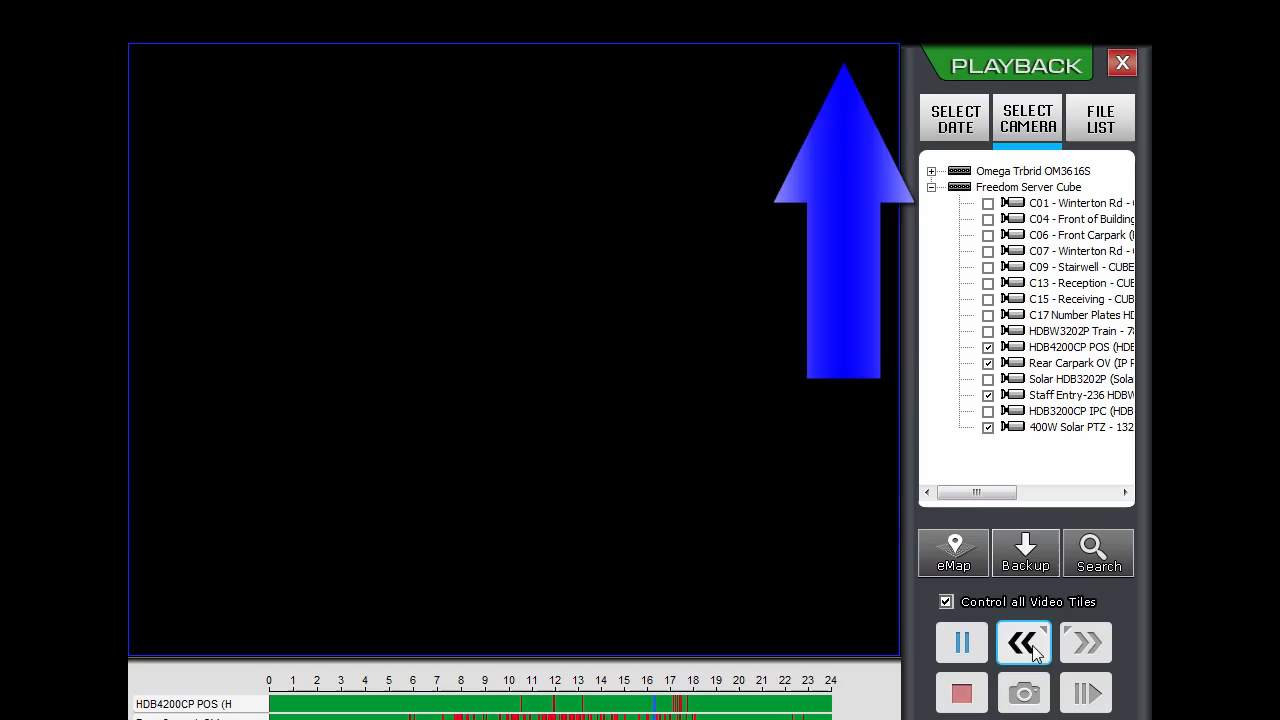 PLAYBACK
X
SELECT DATE
SELECT CAMERA
FILE LIST
Omega Trbrid OM3616S
Freedom Server Cube
C01 - Winterton Rd -
C04 - Front of Building
C06 - Front Carpark
C07 - Winterton Rd -
C09 - Stairwell - CUBE
C13 - Reception - CUB
C15 - Receiving - CUBE
C17 Number Plates HD
HDBW3202P Train - 78
HDB4200CP POS (HDB
Rear Carpark OV (IP
Solar HDB3202P (Sola
Staff Entry-236 HDBW
HDB3200CP IPC (HDB
400W Solar PTZ - 132
eMap
Backup
Search
Control all Video Tiles
0 1 2 3 4 5 6 7 8 9 10 11 12 13 14 15 16 17 18 19 20 21 22 23 24
HDB4200CP POS (H